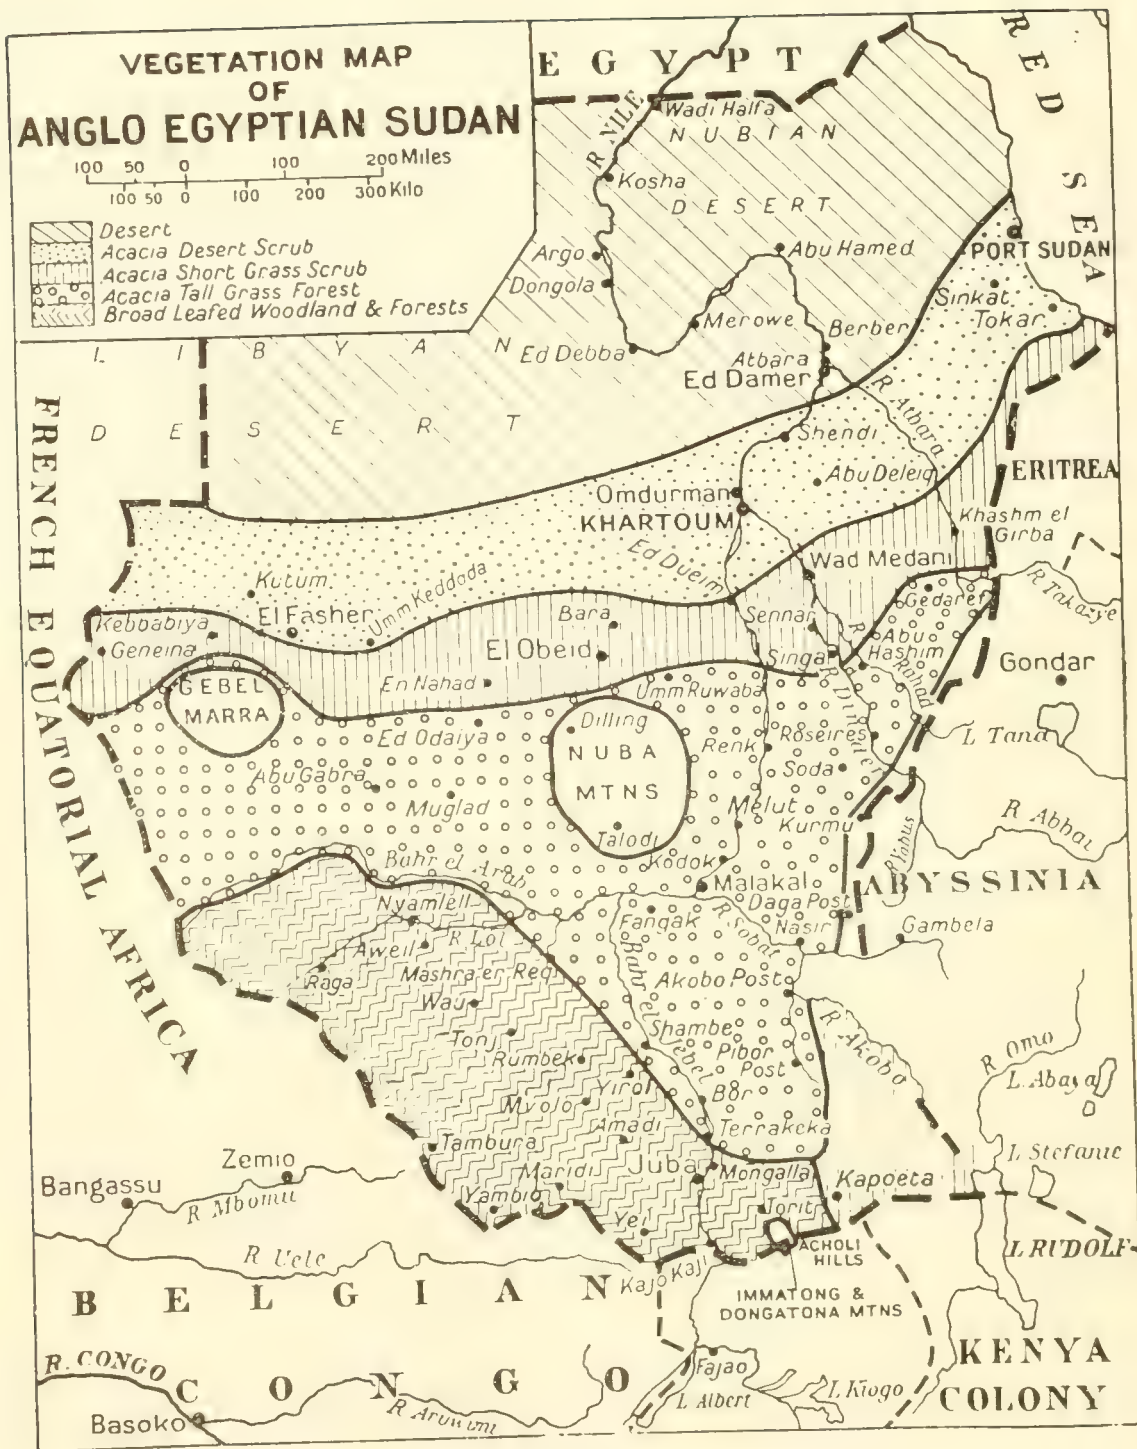 VEGETATION MAP
OF
ANGLO EGYPTIAN SUDAN
100 50 0 100 200 Miles
100 50 0 100 200 300 Kilo
Desert
Acacia Desert Scrub
Acacia Short Grass Scrub
Acacia Tall Grass Forest
Broad Leafed Woodland & Forests
EGYPT
RED SEA
R NILE
Wadi Halfa
NUBIAN
DESERT
Kosha
Argo
Abu Hamed
Dongola
PORT SUDAN
Sinkat
Tokar
Merowe
Berber
Ed Debba
Atbara
Ed Damer
R Atbara
LIBYAN
DESERT
Shendi
Abu Deleiq
ERITREA
Omdurman
KHARTOUM
Khashm el
Girba
Ed Dueim
Wad Medani
FRENCH EQUATORIAL AFRICA
Kutum
Umm Keddada
El Fasher
Kebbabiya
Geneina
Bara
El Obeid
En Nahad
Sennar
Singa
Gedaref
R Takazye
Abu
Hashim
R Rahad
R Dinder
Gondar
GEBEL
MARRA
Umm Ruwaba
Dilling
NUBA
MTNS
Talodi
Ed Odaiya
Renk
Roseires
L Tana
Abu Gabra
Muglad
Soda
Melut
Kurmu
R Yabus
R Abbai
Kodok
Bahr el Arab
Malakal
ABYSSINIA
Nyamlell
Daga Post
Fangak
R Sobat
Nasir
Gambela
R Lol
Aweil
Raga
Mashra er Req
Bahr el Jebel
Akobo Post
Wau
R Akobo
Tonj
Shambe
Rumbek
Pibor
Post
R Omo
L. Abaya
Yirol
Bor
Mvolo
Amadi
Terrakeka
Tambura
L Stefanie
Zemio
Maridi
Juba
Mongalla
Kapoeta
Bangassu
R Mbomu
Yambio
Yei
Torit
R Uele
ACHOLI
HILLS
L RUDOLF
Kajo Kaji
BELGIAN
CONGO
IMMATONG &
DONGATONA MTNS
R. CONGO
Fajao
L Albert
L Kioga
KENYA
COLONY
Basoko
R Aruwimi